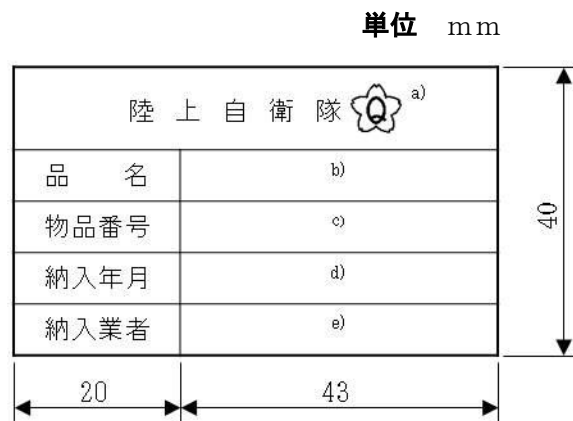 単位 mm
陸上自衛隊 Q a)
品名 b)
物品番号 c)
納入年月 d)
納入業者 e)
40
20 43